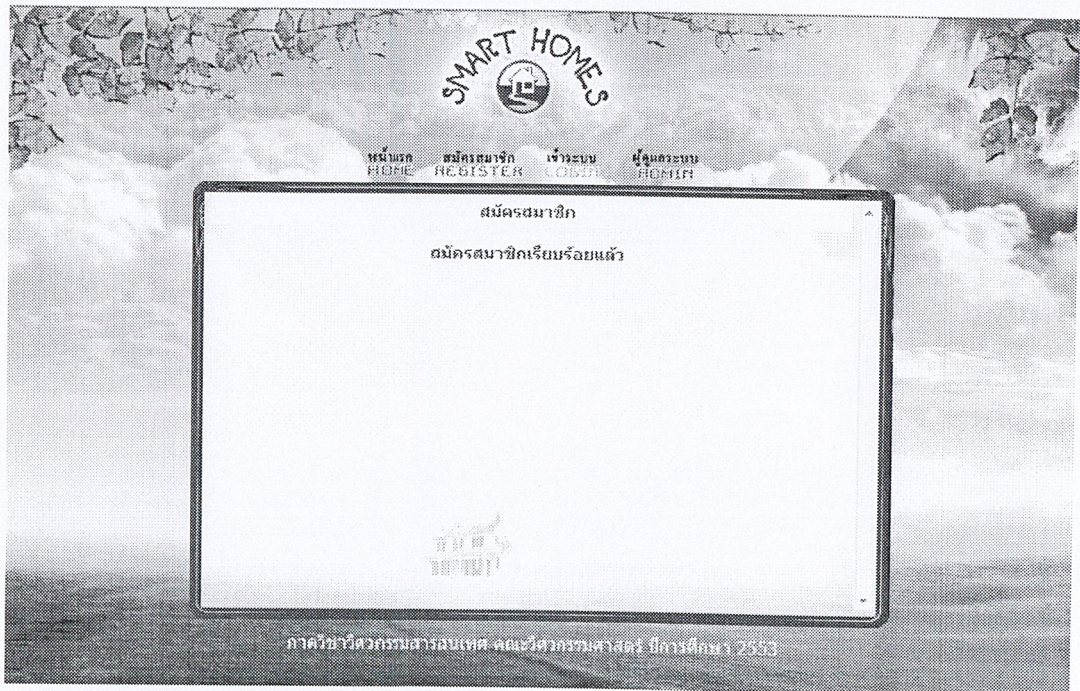 SMART HOMES
หน้าแรก สมัครสมาชิก เข้าระบบ ผู้ดูแลระบบ
HOME REGISTER LOGIN ADMIN
สมัครสมาชิก
สมัครสมาชิกเรียบร้อยแล้ว
ภาควิชาวิศวกรรมสารสนเทศ คณะวิศวกรรมศาสตร์ ปีการศึกษา 2553